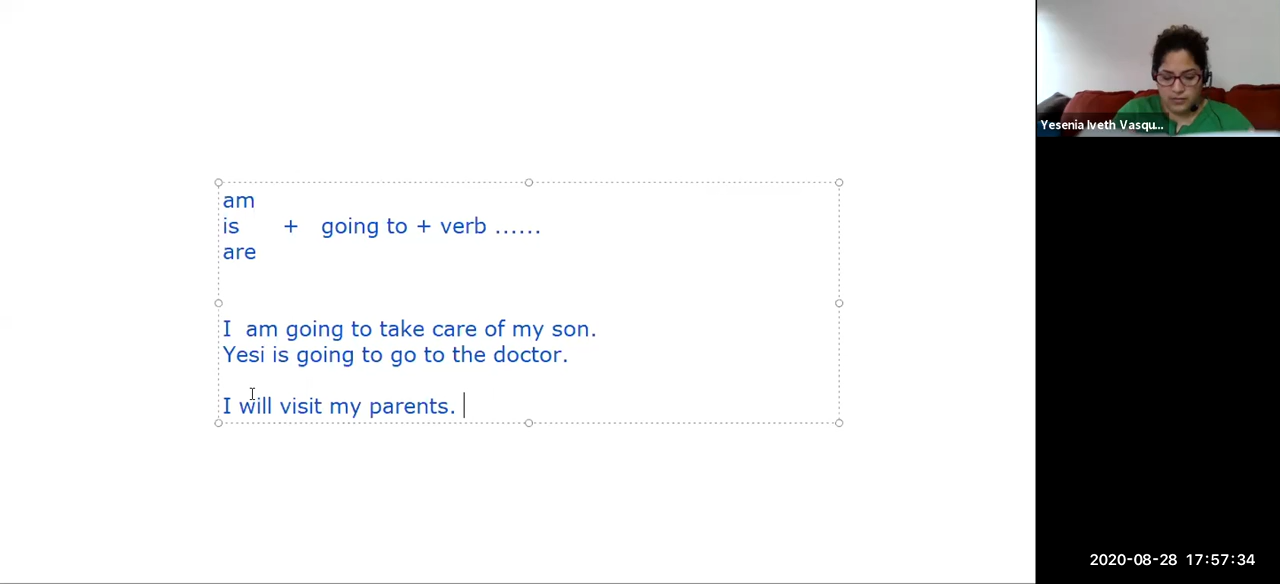 am
is + going to + verb ......
are
I am going to take care of my son.
Yesi is going to go to the doctor.
I will visit my parents.
Yesenia Iveth Vasqu...
2020-08-28 17:57:34